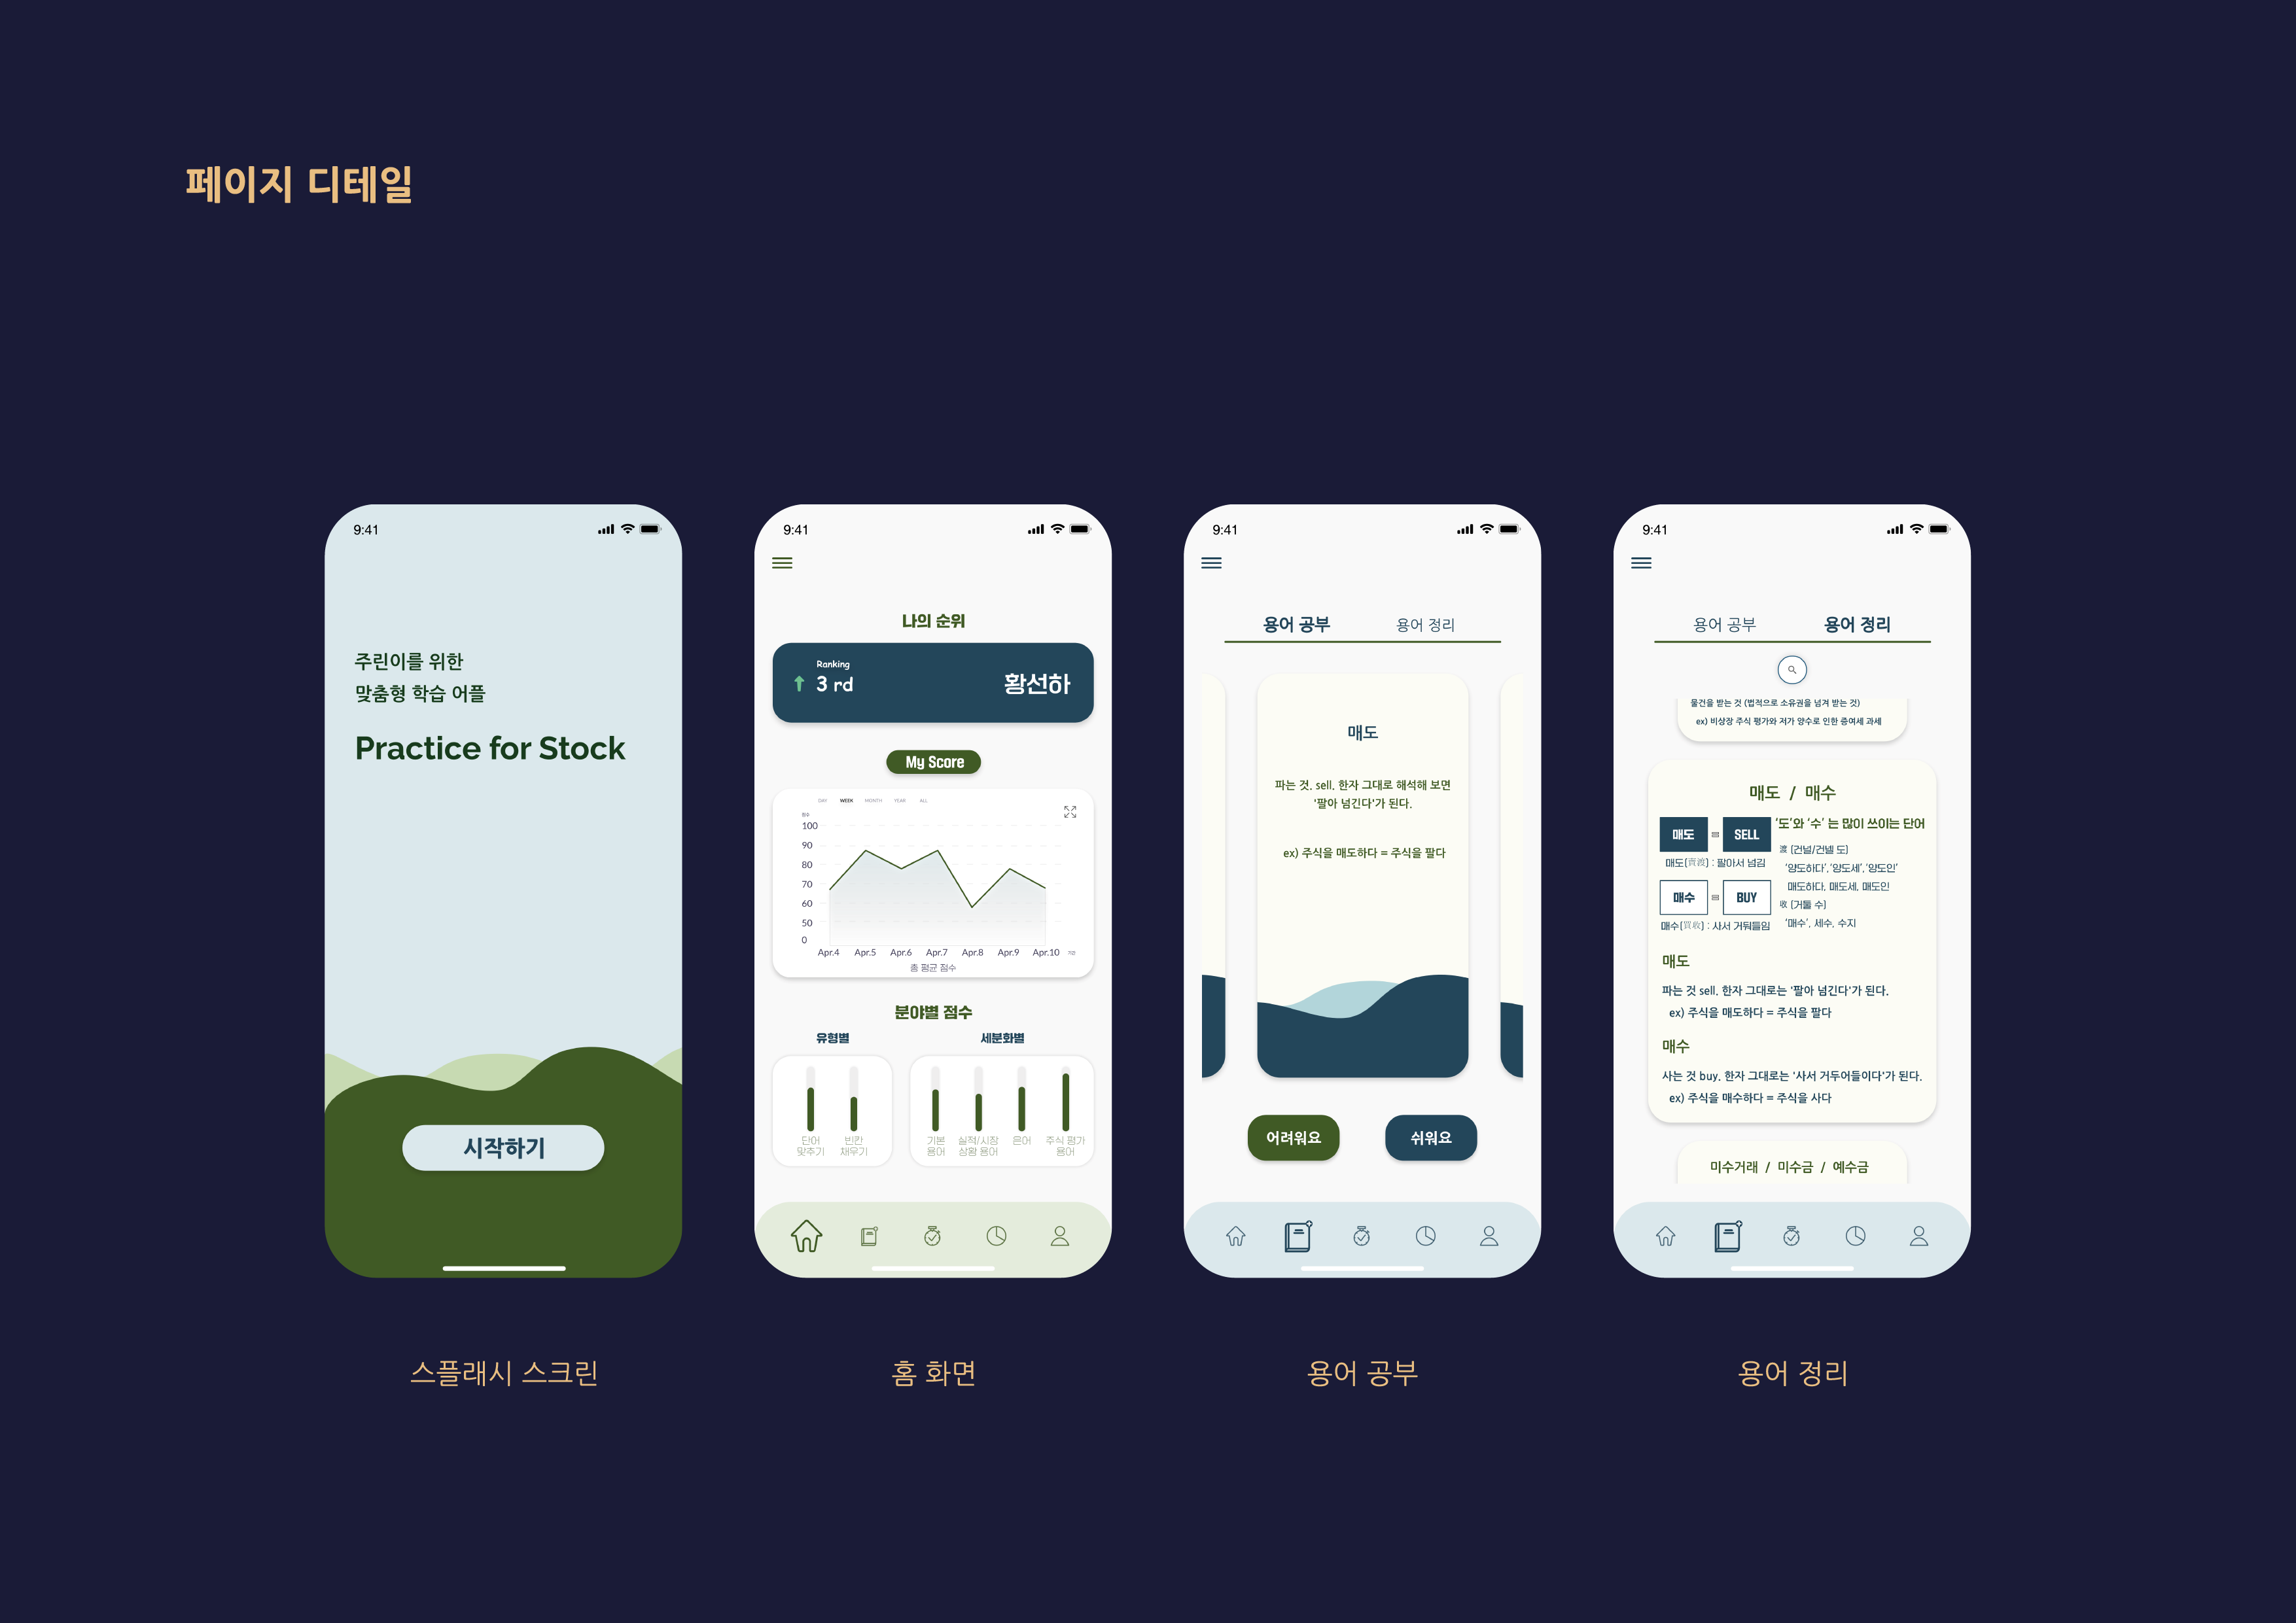 페이지 디테일
9:41
주린이를 위한
맞춤형 학습 어플
Practice for Stock
시작하기
스플래시 스크린
9:41
나의 순위
Ranking
3 rd
황선하
My Score
DAY WEEK MONTH YEAR ALL
점수
100
90
80
70
60
50
0
Apr.4 Apr.5 Apr.6 Apr.7 Apr.8 Apr.9 Apr.10 기간
총 평균 점수
분야별 점수
유형별
세분화별
단어
맞추기
빈칸
채우기
기본
용어
실적/시장
상황 용어
은어
주식 평가
용어
홈 화면
9:41
용어 공부 용어 정리
매도
파는 것. sell. 한자 그대로 해석해 보면
'팔아 넘긴다'가 된다.
ex) 주식을 매도하다 = 주식을 팔다
어려워요
쉬워요
용어 공부
9:41
용어 공부 용어 정리
물건을 받는 것 (법적으로 소유권을 넘겨 받는 것)
ex) 비상장 주식 평가와 저가 양수로 인한 증여세 과세
매도 / 매수
매도 = SELL
매도(賣渡) : 팔아서 넘김
매수 = BUY
매수(買收) : 사서 거둬들임
'도'와 '수' 는 많이 쓰이는 단어
渡 (건널/건넬 도)
'양도하다','양도세','양도인'
매도하다, 매도세, 매도인
收 (거둘 수)
'매수', 세수, 수지
매도
파는 것 sell. 한자 그대로는 '팔아 넘긴다'가 된다.
ex) 주식을 매도하다 = 주식을 팔다
매수
사는 것 buy. 한자 그대로는 '사서 거두어들이다'가 된다.
ex) 주식을 매수하다 = 주식을 사다
미수거래 / 미수금 / 예수금
용어 정리